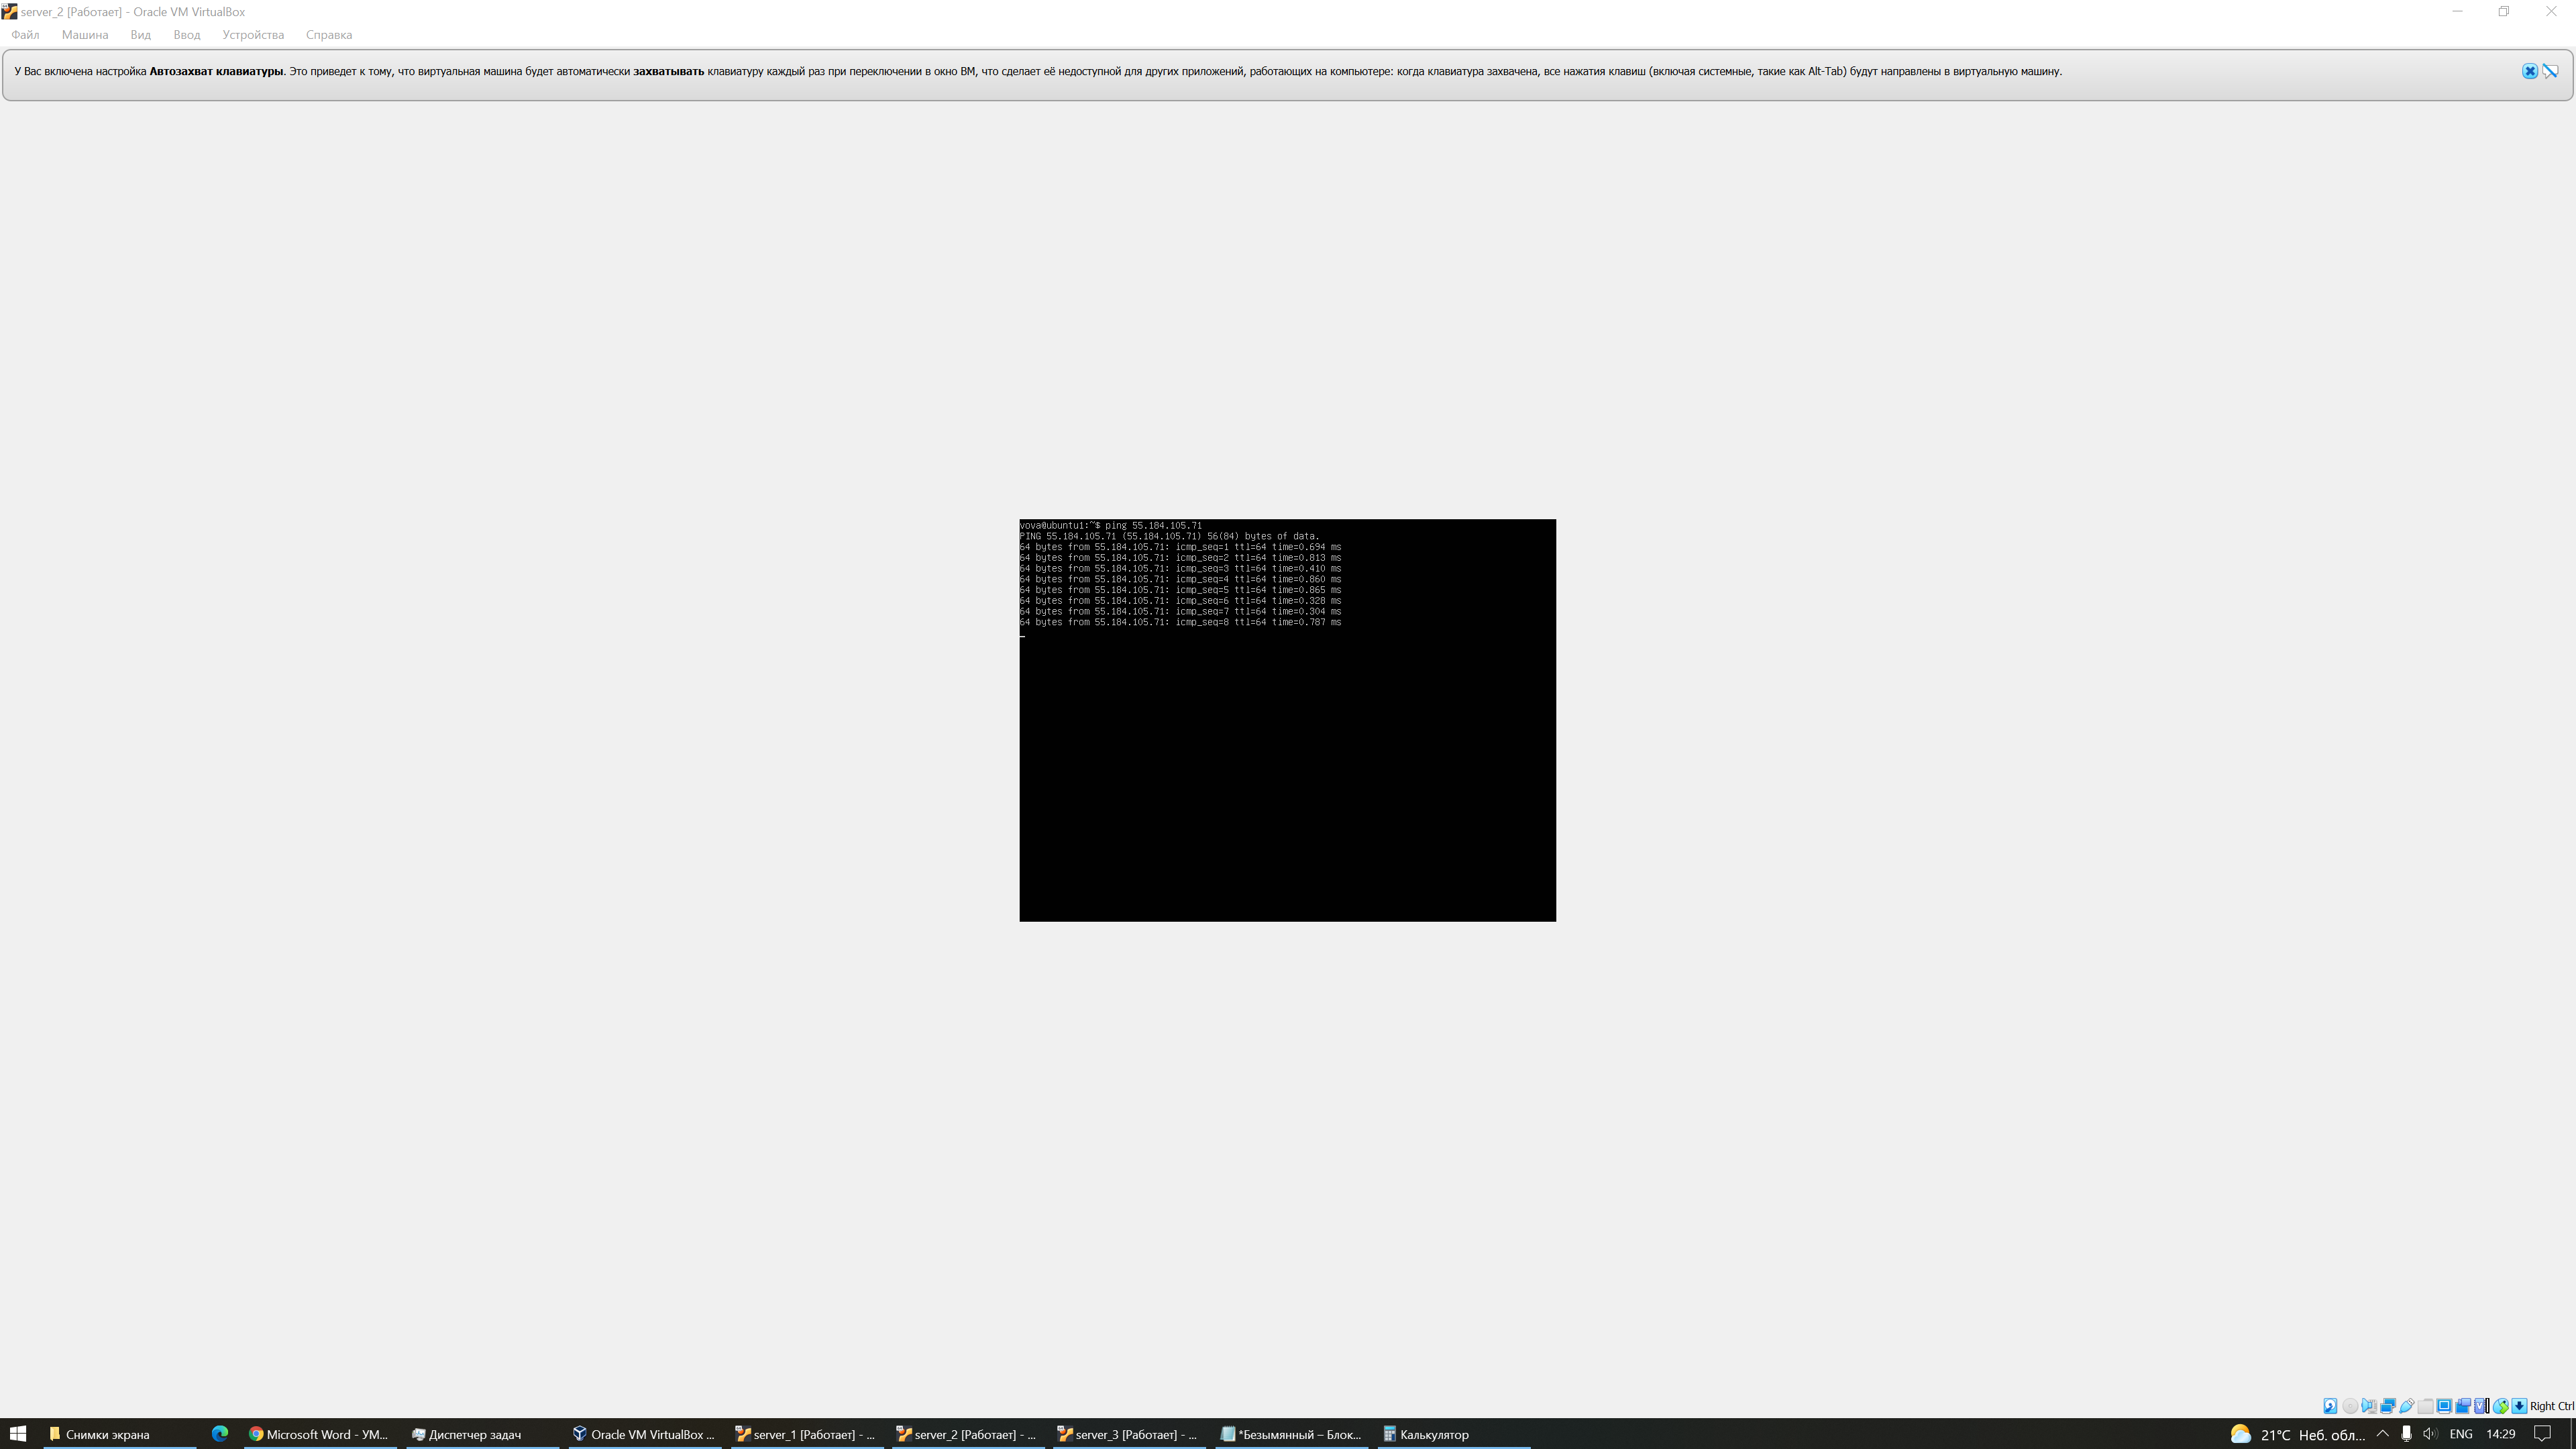 server_2 [Работает] - Oracle VM VirtualBox
Файл Машина Вид Ввод Устройства Справка
У Вас включена настройка Автозахват клавиатуры. Это приведет к тому, что виртуальная машина будет автоматически захватывать клавиатуру каждый раз при переключении в окно ВМ, что сделает её недоступной для других приложений, работающих на компьютере: когда клавиатура захвачена, все нажатия клавиш (включая системные, такие как Alt-Tab) будут направлены в виртуальную машину.
vova@ubuntu1:~$ ping 55.184.105.71
PING 55.184.105.71 (55.184.105.71) 56(84) bytes of data.
64 bytes from 55.184.105.71: icmp_seq=1 ttl=64 time=0.694 ms
64 bytes from 55.184.105.71: icmp_seq=2 ttl=64 time=0.813 ms
64 bytes from 55.184.105.71: icmp_seq=3 ttl=64 time=0.410 ms
64 bytes from 55.184.105.71: icmp_seq=4 ttl=64 time=0.860 ms
64 bytes from 55.184.105.71: icmp_seq=5 ttl=64 time=0.865 ms
64 bytes from 55.184.105.71: icmp_seq=6 ttl=64 time=0.328 ms
64 bytes from 55.184.105.71: icmp_seq=7 ttl=64 time=0.304 ms
64 bytes from 55.184.105.71: icmp_seq=8 ttl=64 time=0.787 ms
Right Ctrl
Снимки экрана Microsoft Word - УМ... Диспетчер задач Oracle VM VirtualBox ... server_1 [Работает] - ... server_2 [Работает] - ... server_3 [Работает] - ... *Безымянный – Блок... Калькулятор 21°C Неб. обл... ENG 14:29